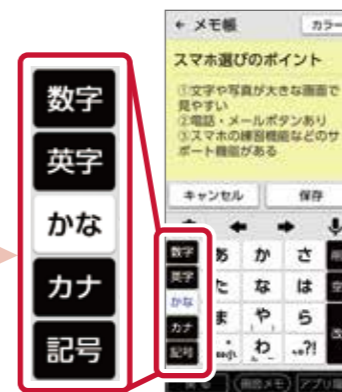 数字
英字
かな
カナ
記号
← メモ帳
カラー
スマホ選びのポイント
①文字や写真が大きな画面で
見やすい
②電話・メールボタンあり
③スマホの練習機能などのサ
ポート機能がある
キャンセル
保存
数字
あ
か
さ
英字
た
な
は
かな
ま
や
ら
カナ
記号
わ
、。?!